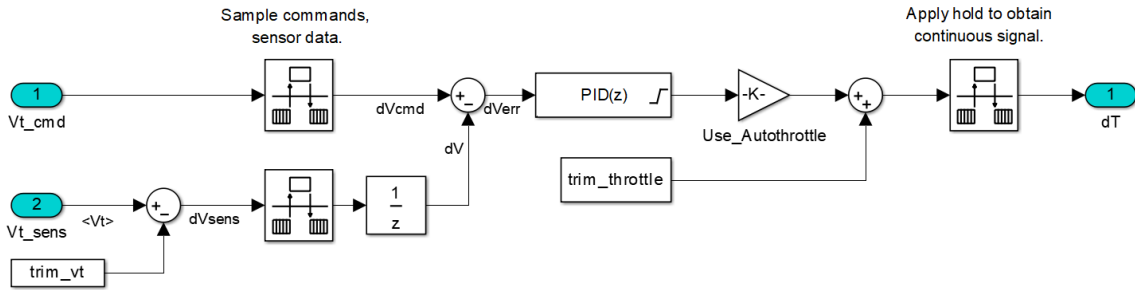 Sample commands,
sensor data.
Apply hold to obtain
continuous signal.
1
Vt_cmd
dVcmd
+
−
dVerr
PID(z)
-K-
Use_Autothrottle
+
+
1
dT
dV
trim_throttle
2
Vt_sens
<Vt>
+
−
dVsens
1
z
trim_vt